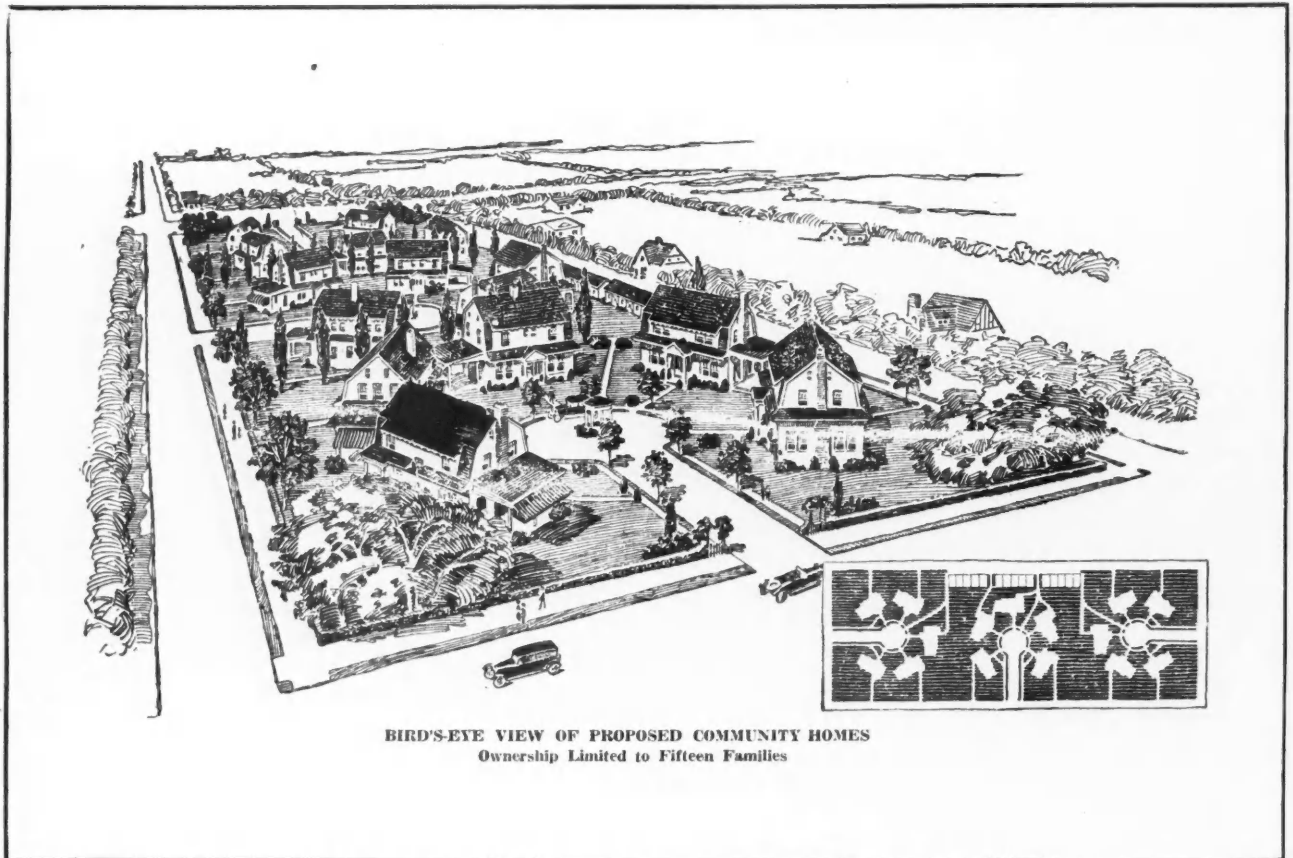 BIRD'S-EYE VIEW OF PROPOSED COMMUNITY HOMES
Ownership Limited to Fifteen Families